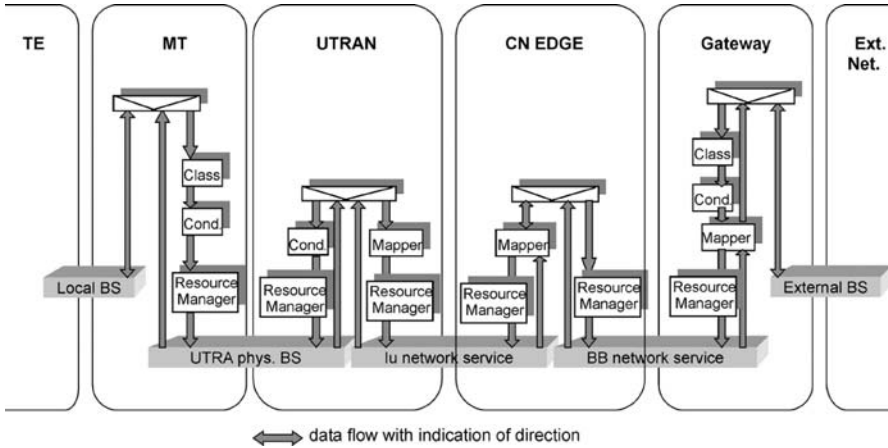 TE
MT
UTRAN
CN EDGE
Gateway
Ext.
Net.
Class
Cond.
Resource
Manager
Local BS
Cond.
Resource
Manager
Mapper
Resource
Manager
Mapper
Resource
Manager
Resource
Manager
Class
Cond.
Mapper
Resource
Manager
External BS
UTRA phys. BS
Iu network service
BB network service
data flow with indication of direction